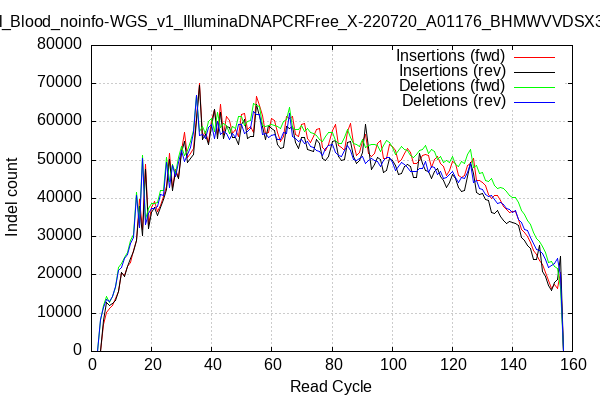 l_Blood_noinfo-WGS_v1_IlluminaDNAPCRFree_X-220720_A01176_BHMWVVDSX3
Insertions (fwd)
Insertions (rev)
Deletions (fwd)
Deletions (rev)
Indel count
80000
70000
60000
50000
40000
30000
20000
10000
0
0 20 40 60 80 100 120 140 160
Read Cycle